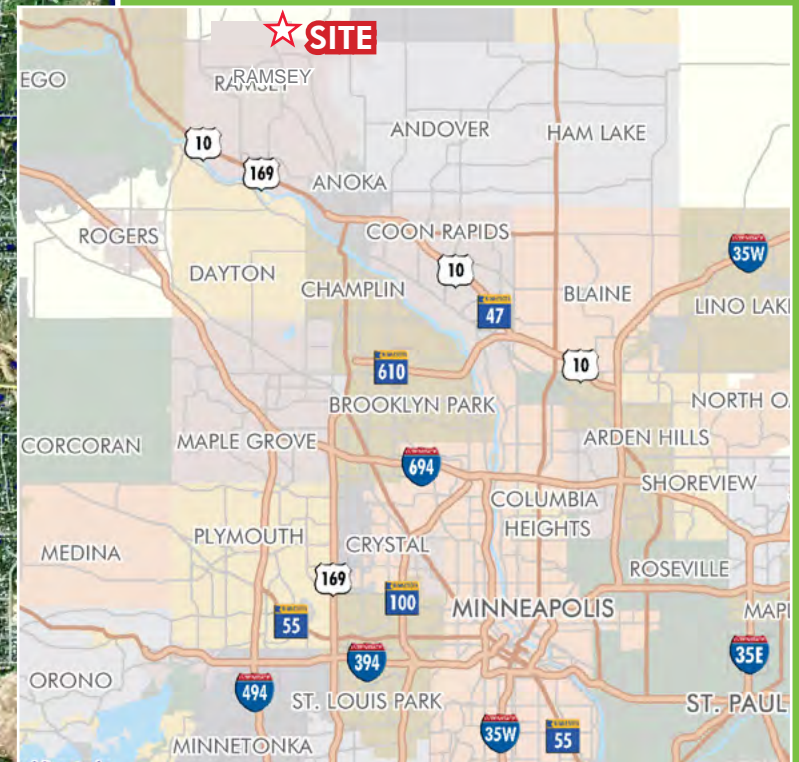 SITE
EGO
RAMSEY
RAMSEY
ANDOVER
HAM LAKE
10
169
ANOKA
ROGERS
COON RAPIDS
35W
DAYTON
10
CHAMPLIN
BLAINE
47
LINO LAK
610
10
BROOKLYN PARK
NORTH O
CORCORAN
MAPLE GROVE
ARDEN HILLS
694
SHOREVIEW
COLUMBIA
HEIGHTS
PLYMOUTH
CRYSTAL
MEDINA
ROSEVILLE
169
100
MINNEAPOLIS
MAPL
55
394
35E
ORONO
494
ST. LOUIS PARK
ST. PAUL
35W
55
MINNETONKA